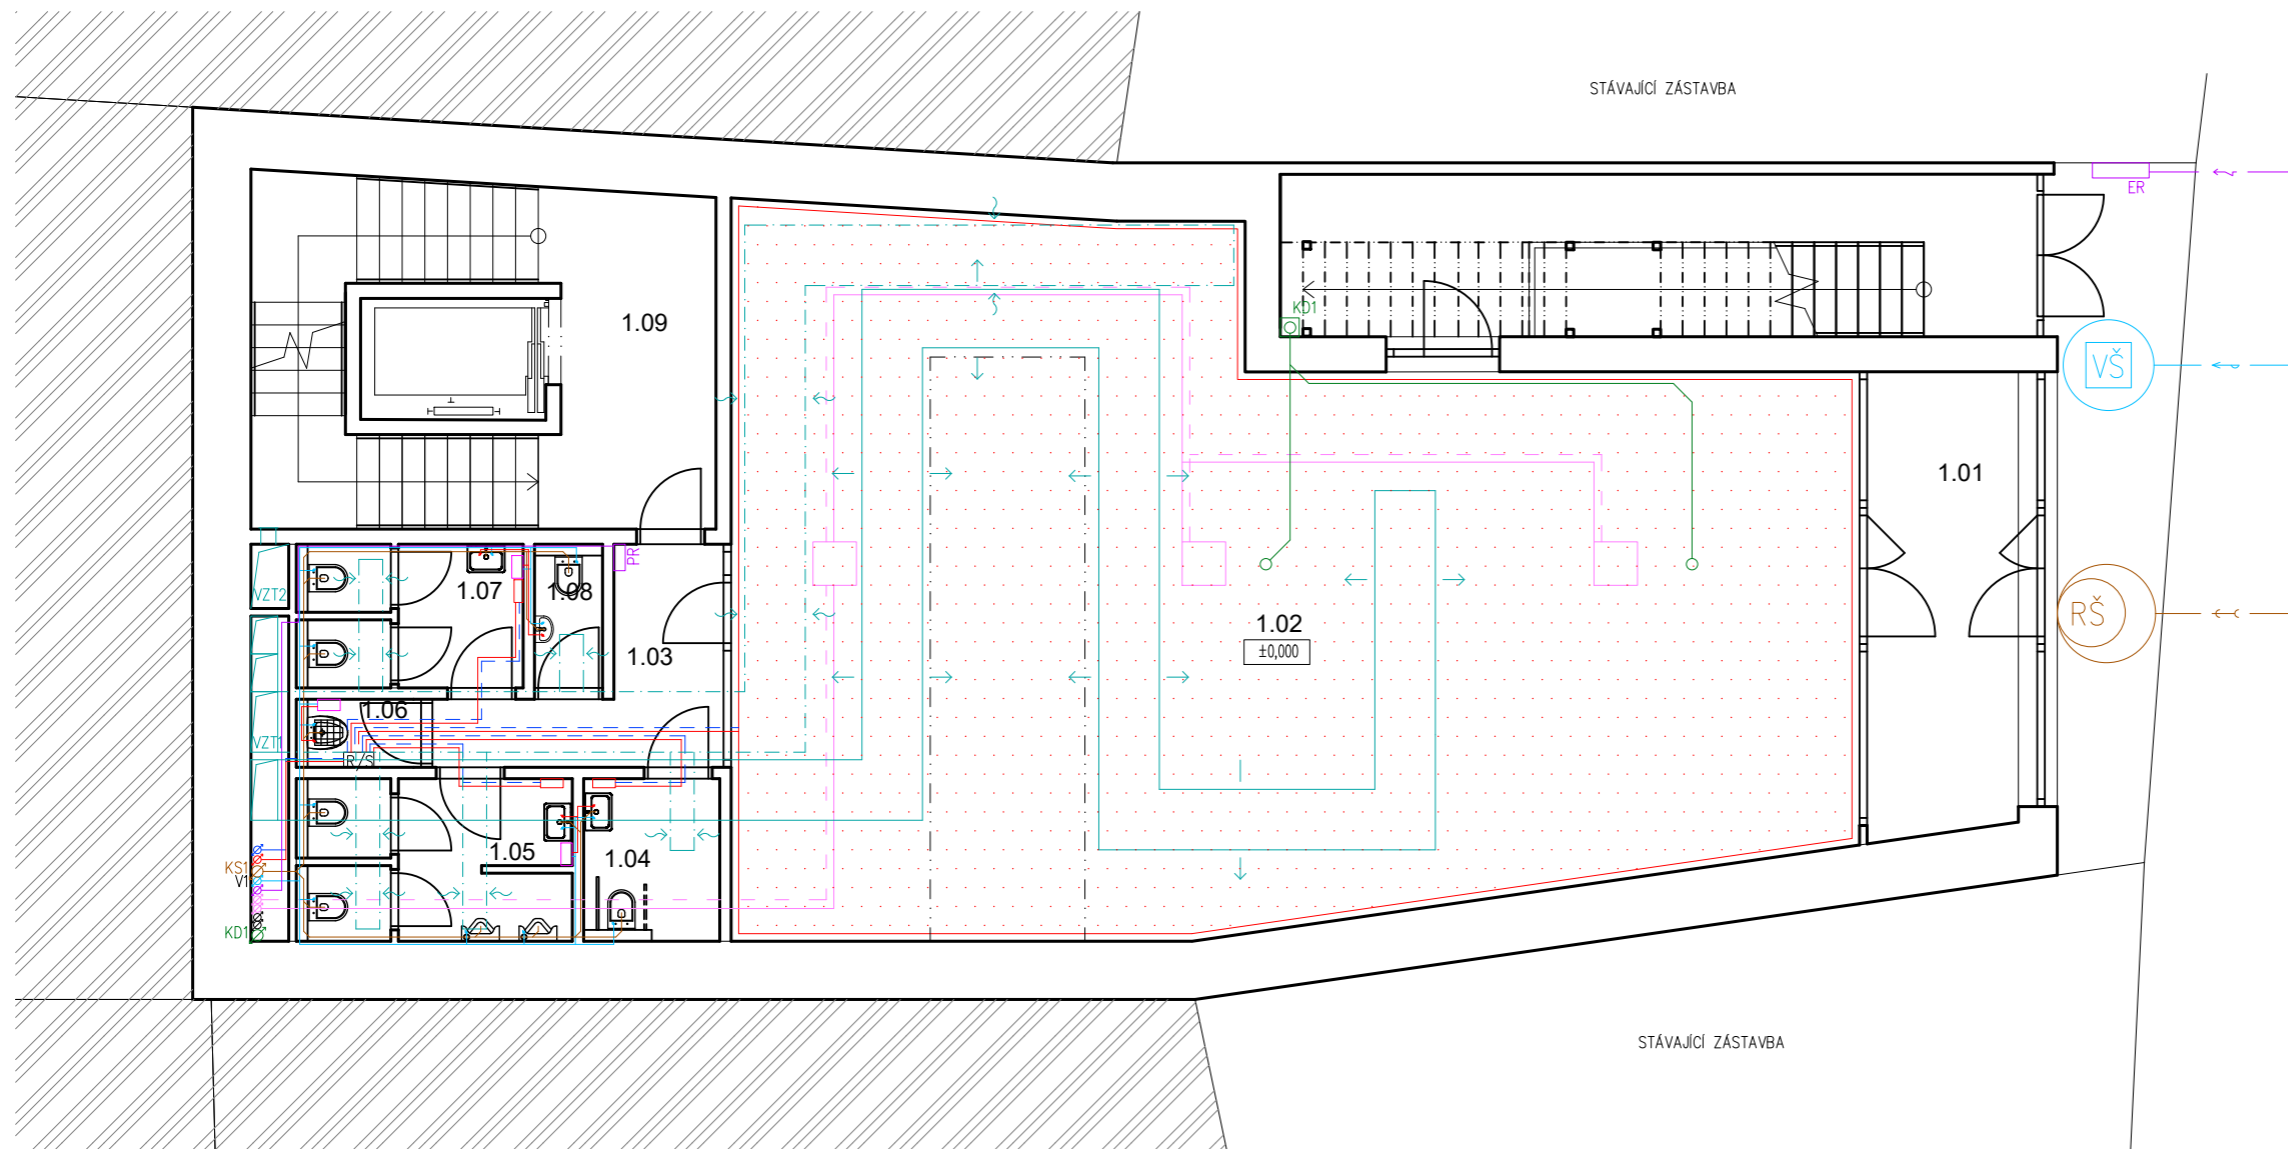 STÁVAJÍCÍ ZÁSTAVBA
ER
1.09
KD1
VŠ
1.01
PR
1.07
1.08
VZT2
RŠ
1.02
±0,000
1.03
1.06
VZT1
R/S
1.05
1.04
KS1
V1
KD1
STÁVAJÍCÍ ZÁSTAVBA